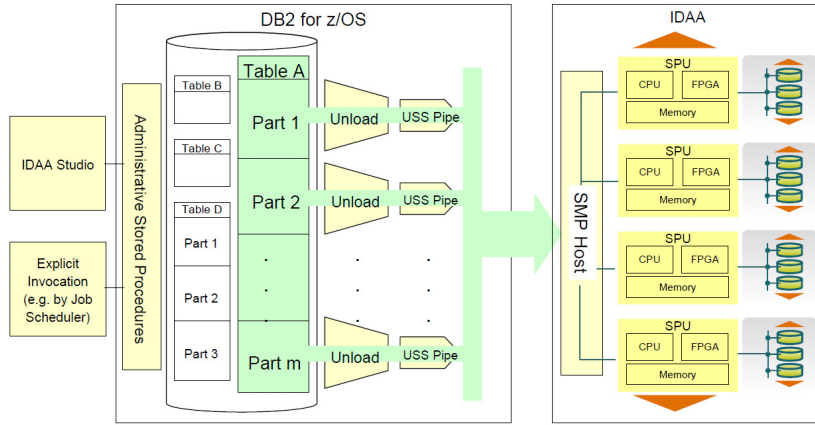 DB2 for z/OS
IDAA Studio
Explicit
Invocation
(e.g. by Job
Scheduler)
Administrative Stored Procedures
Table B
Table C
Table D
Part 1
Part 2
Part 3
Table A
Part 1
Part 2
.
.
.
Part m
Unload
USS Pipe
Unload
USS Pipe
. .
. .
. .
Unload
USS Pipe
IDAA
SMP Host
SPU
CPU
FPGA
Memory
SPU
CPU
FPGA
Memory
SPU
CPU
FPGA
Memory
SPU
CPU
FPGA
Memory